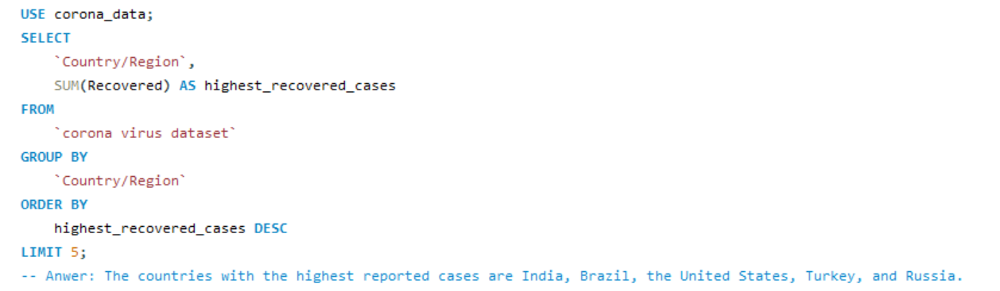 USE corona_data;
SELECT
`Country/Region`,
SUM(Recovered) AS highest_recovered_cases
FROM
`corona virus dataset`
GROUP BY
`Country/Region`
ORDER BY
highest_recovered_cases DESC
LIMIT 5;
-- Anwer: The countries with the highest reported cases are India, Brazil, the United States, Turkey, and Russia.